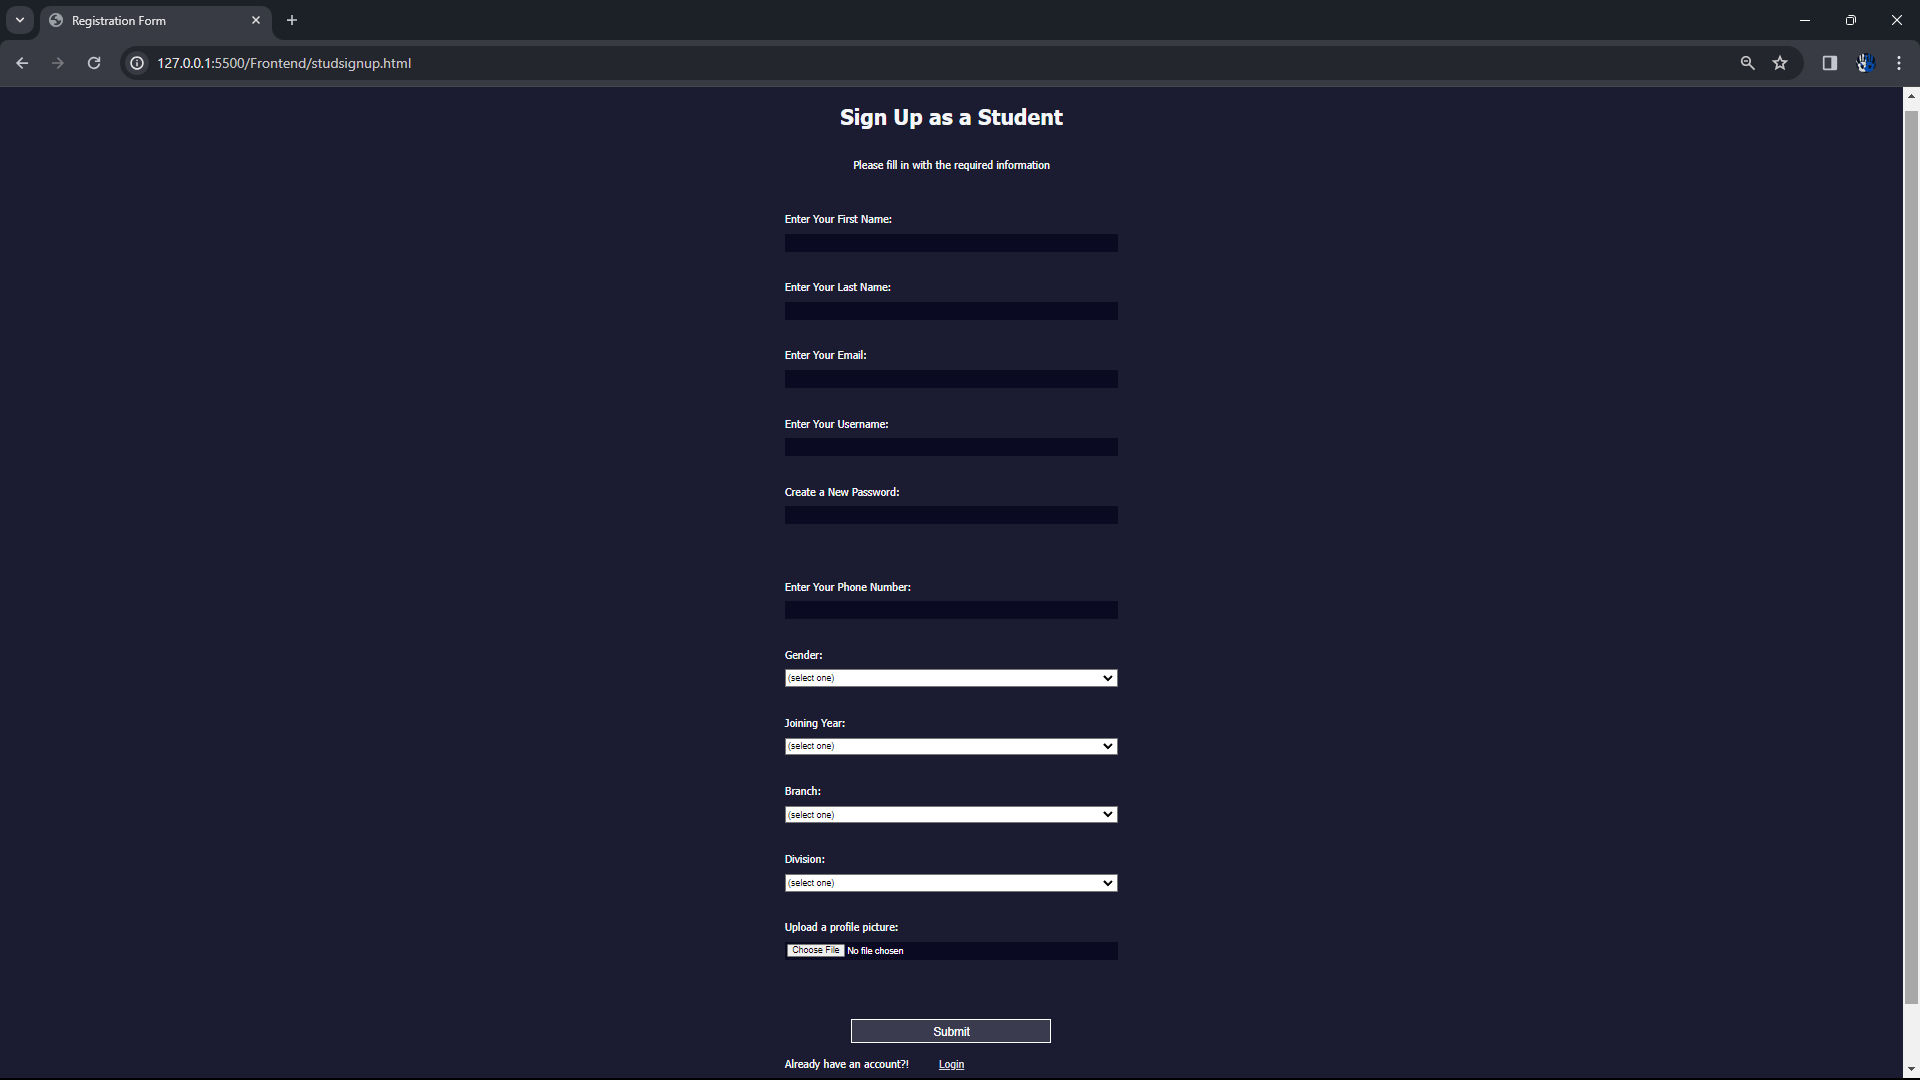 Registration Form
127.0.0.1:5500/Frontend/studsignup.html
Sign Up as a Student
Please fill in with the required information
Enter Your First Name:
Enter Your Last Name:
Enter Your Email:
Enter Your Username:
Create a New Password:
Enter Your Phone Number:
Gender:
(select one)
Joining Year:
(select one)
Branch:
(select one)
Division:
(select one)
Upload a profile picture:
Choose File No file chosen
Submit
Already have an account?! Login